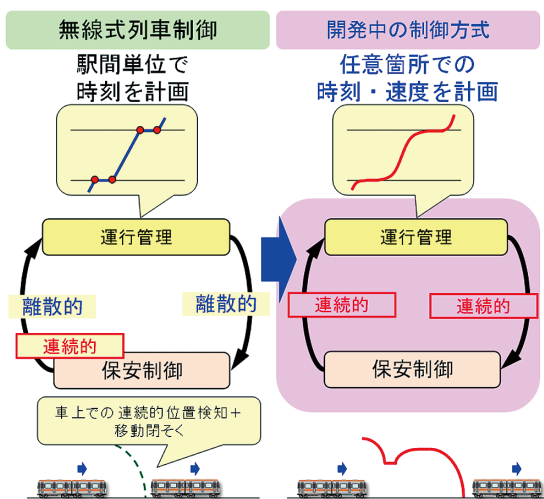 無線式列車制御
駅間単位で
時刻を計画
運行管理
離散的
離散的
連続的
保安制御
車上での連続的位置検知+
移動閉そく
開発中の制御方式
任意箇所での
時刻・速度を計画
運行管理
連続的
連続的
保安制御